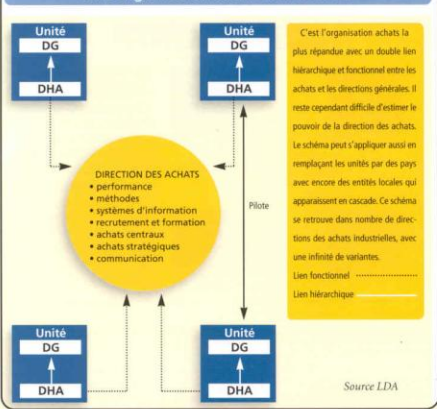 Unité
DG
DHA
Unité
DG
DHA
C'est l'organisation achats la
plus répandue avec un double lien
hiérarchique et fonctionnel entre les
achats et les directions générales. Il
reste cependant difficile d'estimer le
pouvoir de la direction des achats.
Le schéma peut s'appliquer aussi en
remplaçant les unités par des pays
avec encore des entités locales qui
apparaissent en cascade. Ce schéma
se retrouve dans nombre de direc-
tions des achats industrielles, avec
une infinité de variantes.
Lien fonctionnel
Lien hiérarchique
DIRECTION DES ACHATS
• performance
• méthodes
• systèmes d'information
• recrutement et formation
• achats centraux
• achats stratégiques
• communication
Pilote
Unité
DG
DHA
Unité
DG
DHA
Source LDA